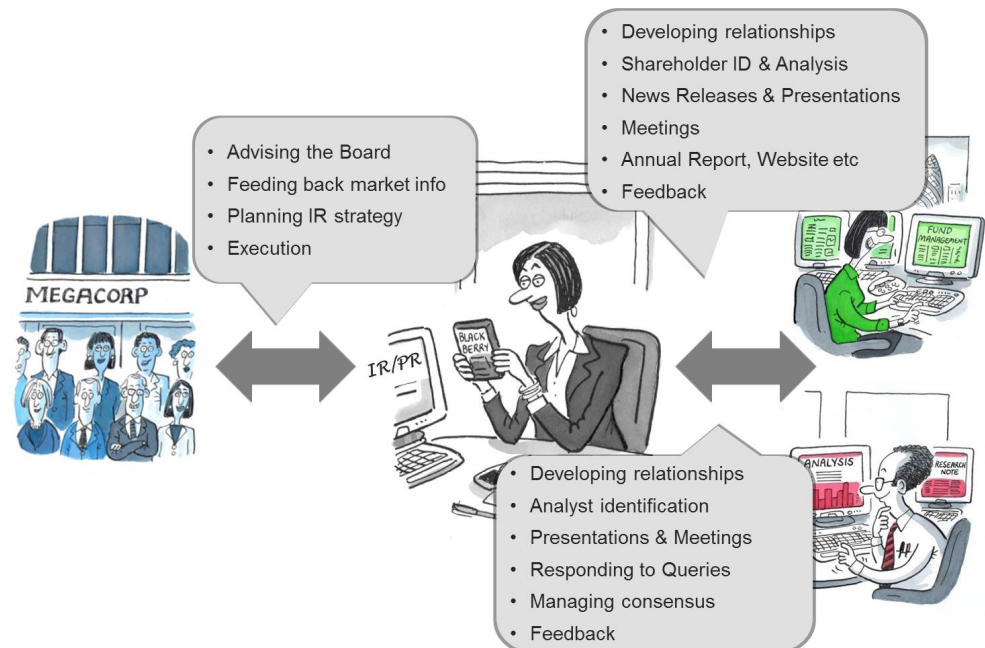 • Developing relationships
• Shareholder ID & Analysis
• News Releases & Presentations
• Meetings
• Annual Report, Website etc
• Feedback
• Advising the Board
• Feeding back market info
• Planning IR strategy
• Execution
MEGACORP
IR/PR
BLACK
BERRY
FUND
MANAGEMENT
• Developing relationships
• Analyst identification
• Presentations & Meetings
• Responding to Queries
• Managing consensus
• Feedback
ANALYSIS
RESEARCH
NOTE